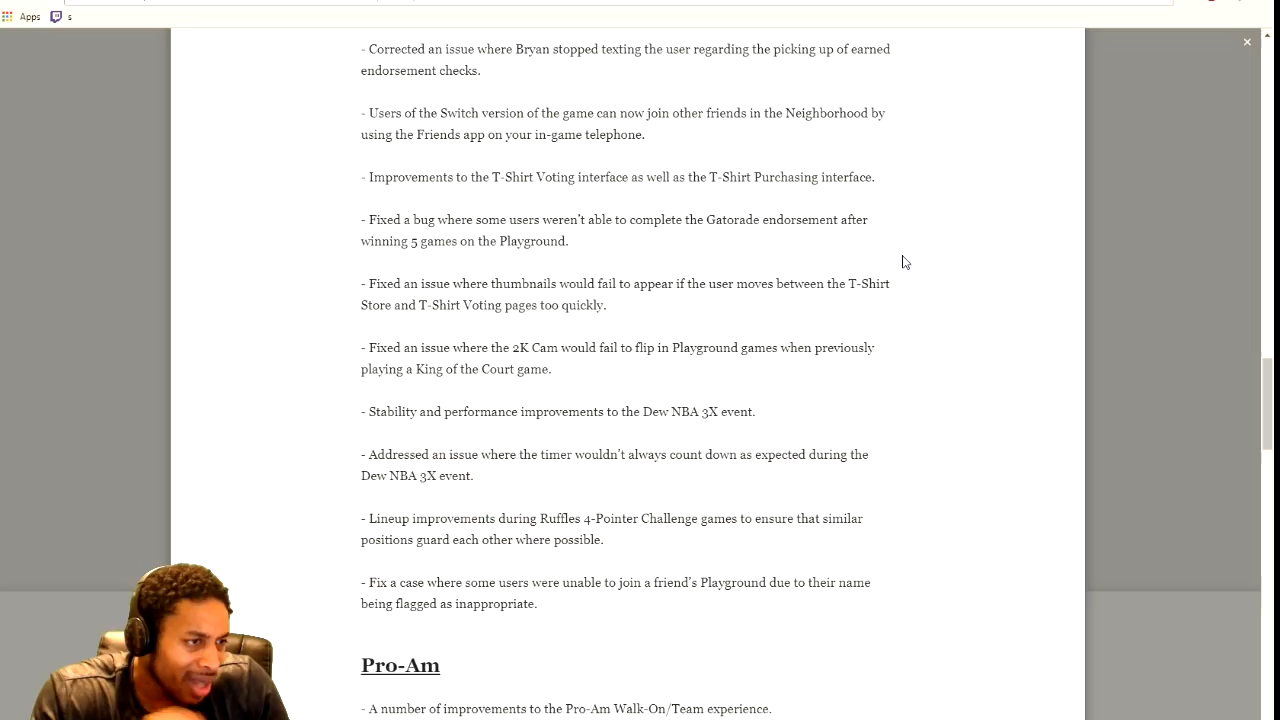 Apps s
- Corrected an issue where Bryan stopped texting the user regarding the picking up of earned
endorsement checks.
- Users of the Switch version of the game can now join other friends in the Neighborhood by
using the Friends app on your in-game telephone.
- Improvements to the T-Shirt Voting interface as well as the T-Shirt Purchasing interface.
- Fixed a bug where some users weren't able to complete the Gatorade endorsement after
winning 5 games on the Playground.
- Fixed an issue where thumbnails would fail to appear if the user moves between the T-Shirt
Store and T-Shirt Voting pages too quickly.
- Fixed an issue where the 2K Cam would fail to flip in Playground games when previously
playing a King of the Court game.
- Stability and performance improvements to the Dew NBA 3X event.
- Addressed an issue where the timer wouldn't always count down as expected during the
Dew NBA 3X event.
- Lineup improvements during Ruffles 4-Pointer Challenge games to ensure that similar
positions guard each other where possible.
- Fix a case where some users were unable to join a friend's Playground due to their name
being flagged as inappropriate.
Pro-Am
- A number of improvements to the Pro-Am Walk-On/Team experience.